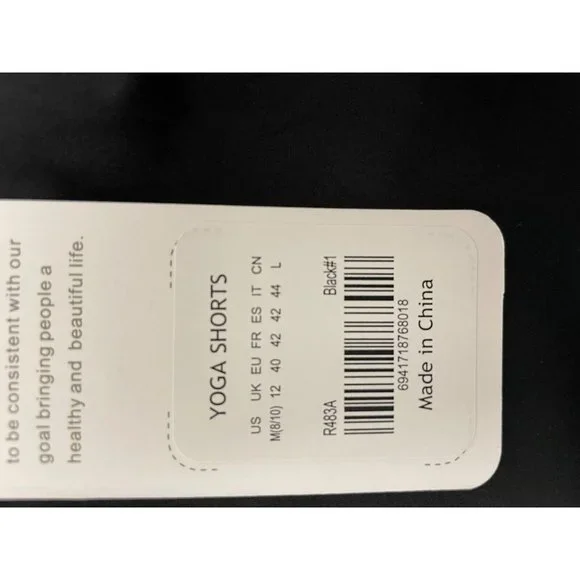 to be consistent with our
goal bringing people a
healthy and beautiful life.
YOGA SHORTS
US UK EU FR ES IT CN
M(8/10) 12 40 42 42 44 L
R483A Black#1
6941718768018
Made in China